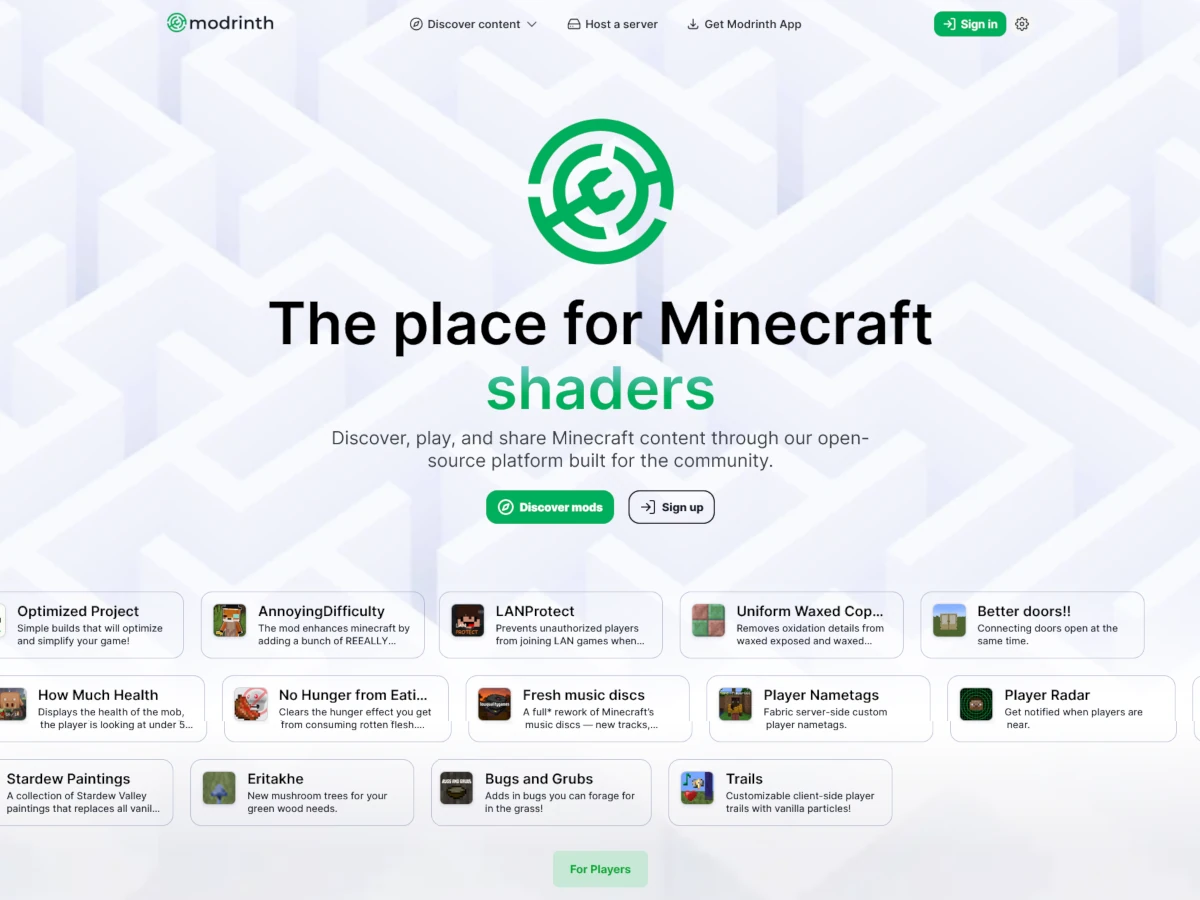 modrinth
Discover content
Host a server
Get Modrinth App
Sign in
The place for Minecraft
shaders
Discover, play, and share Minecraft content through our open-
source platform built for the community.
Discover mods
Sign up
Optimized Project
Simple builds that will optimize
and simplify your game!
AnnoyingDifficulty
The mod enhances minecraft by
adding a bunch of REEALLY...
PROTECT
LANProtect
Prevents unauthorized players
from joining LAN games when...
Uniform Waxed Cop...
Removes oxidation details from
waxed exposed and waxed...
Better doors!!
Connecting doors open at the
same time.
How Much Health
Displays the health of the mob,
the player is looking at under 5...
No Hunger from Eati...
Clears the hunger effect you get
from consuming rotten flesh....
Fresh music discs
A full* rework of Minecraft's
music discs — new tracks,...
Player Nametags
Fabric server-side custom
player nametags.
Player Radar
Get notified when players are
near.
Stardew Paintings
A collection of Stardew Valley
paintings that replaces all vanil...
Eritakhe
New mushroom trees for your
green wood needs.
BUGS AND GRUBS
Bugs and Grubs
Adds in bugs you can forage for
in the grass!
Trails
Customizable client-side player
trails with vanilla particles!
For Players